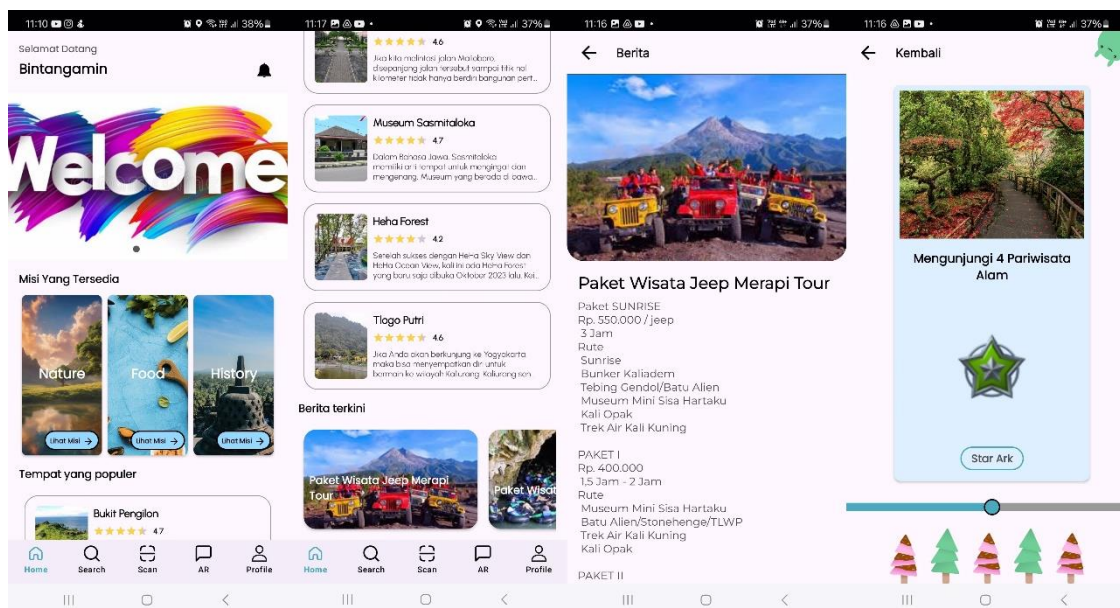 11:10
38%
Selamat Datang
Bintangamin
Welcome
Misi Yang Tersedia
Nature
Food
History
Lihat Misi →
Lihat Misi →
Lihat Misi →
Tempat yang populer
Bukit Pengilon
4.7
Home
Search
Scan
AR
Profile
11:17
37%
4.6
Jika kita melintasi jalan Malioboro,
disepanjang jalan tersebut sampai titik nol
kilometer tidak hanya berdiri bangunan pert...
Museum Sasmitaloka
4.7
Dalam Bahasa Jawa, Sasmitaloka
memiliki arti tempat untuk mengingat dan
mengenang. Museum yang berada di bawa...
Heha Forest
4.2
Setelah sukses dengan HeHa Sky View dan
HeHa Ocean View, kali ini ada HeHa Forest
yang baru saja dibuka Oktober 2023 lalu. Kei...
Tlogo Putri
4.6
Jika Anda akan berkunjung ke Yogyakarta
maka bisa menyempatkan diri untuk
bermain ke wilayah Kaliurang. Kaliurang sen
Berita terkini
Paket Wisata Jeep Merapi
Tour
Paket Wisat
Home
Search
Scan
AR
Profile
11:16
37%
← Berita
Paket Wisata Jeep Merapi Tour
Paket SUNRISE
Rp. 550.000 / jeep
3 Jam
Rute
Sunrise
Bunker Kaliadem
Tebing Gendol/Batu Alien
Museum Mini Sisa Hartaku
Kali Opak
Trek Air Kali Kuning
PAKET I
Rp. 400.000
1,5 Jam - 2 Jam
Rute
Museum Mini Sisa Hartaku
Batu Alien/Stonehenge/TLWP
Trek Air Kali Kuning
Kali Opak
PAKET II
11:16
37%
← Kembali
Mengunjungi 4 Pariwisata
Alam
Star Ark